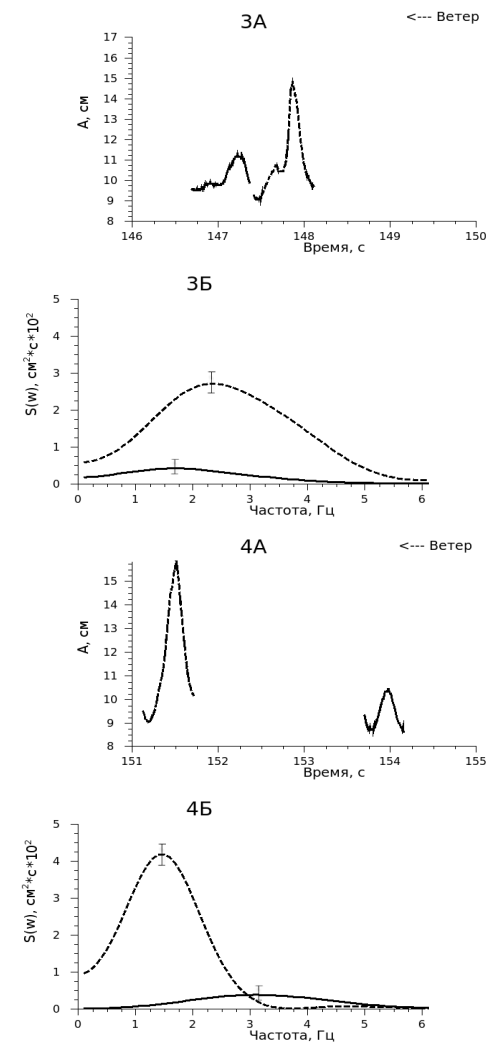 3А
<--- Ветер
А, см
17
16
15
14
13
12
11
10
9
8
146 147 148 149 150
Время, с
3Б
S(w), см²*с*10²
5
4
3
2
1
0
0 1 2 3 4 5 6
Частота, Гц
4А
<--- Ветер
А, см
15
14
13
12
11
10
9
8
151 152 153 154 155
Время, с
4Б
S(w), см²*с*10²
5
4
3
2
1
0
0 1 2 3 4 5 6
Частота, Гц